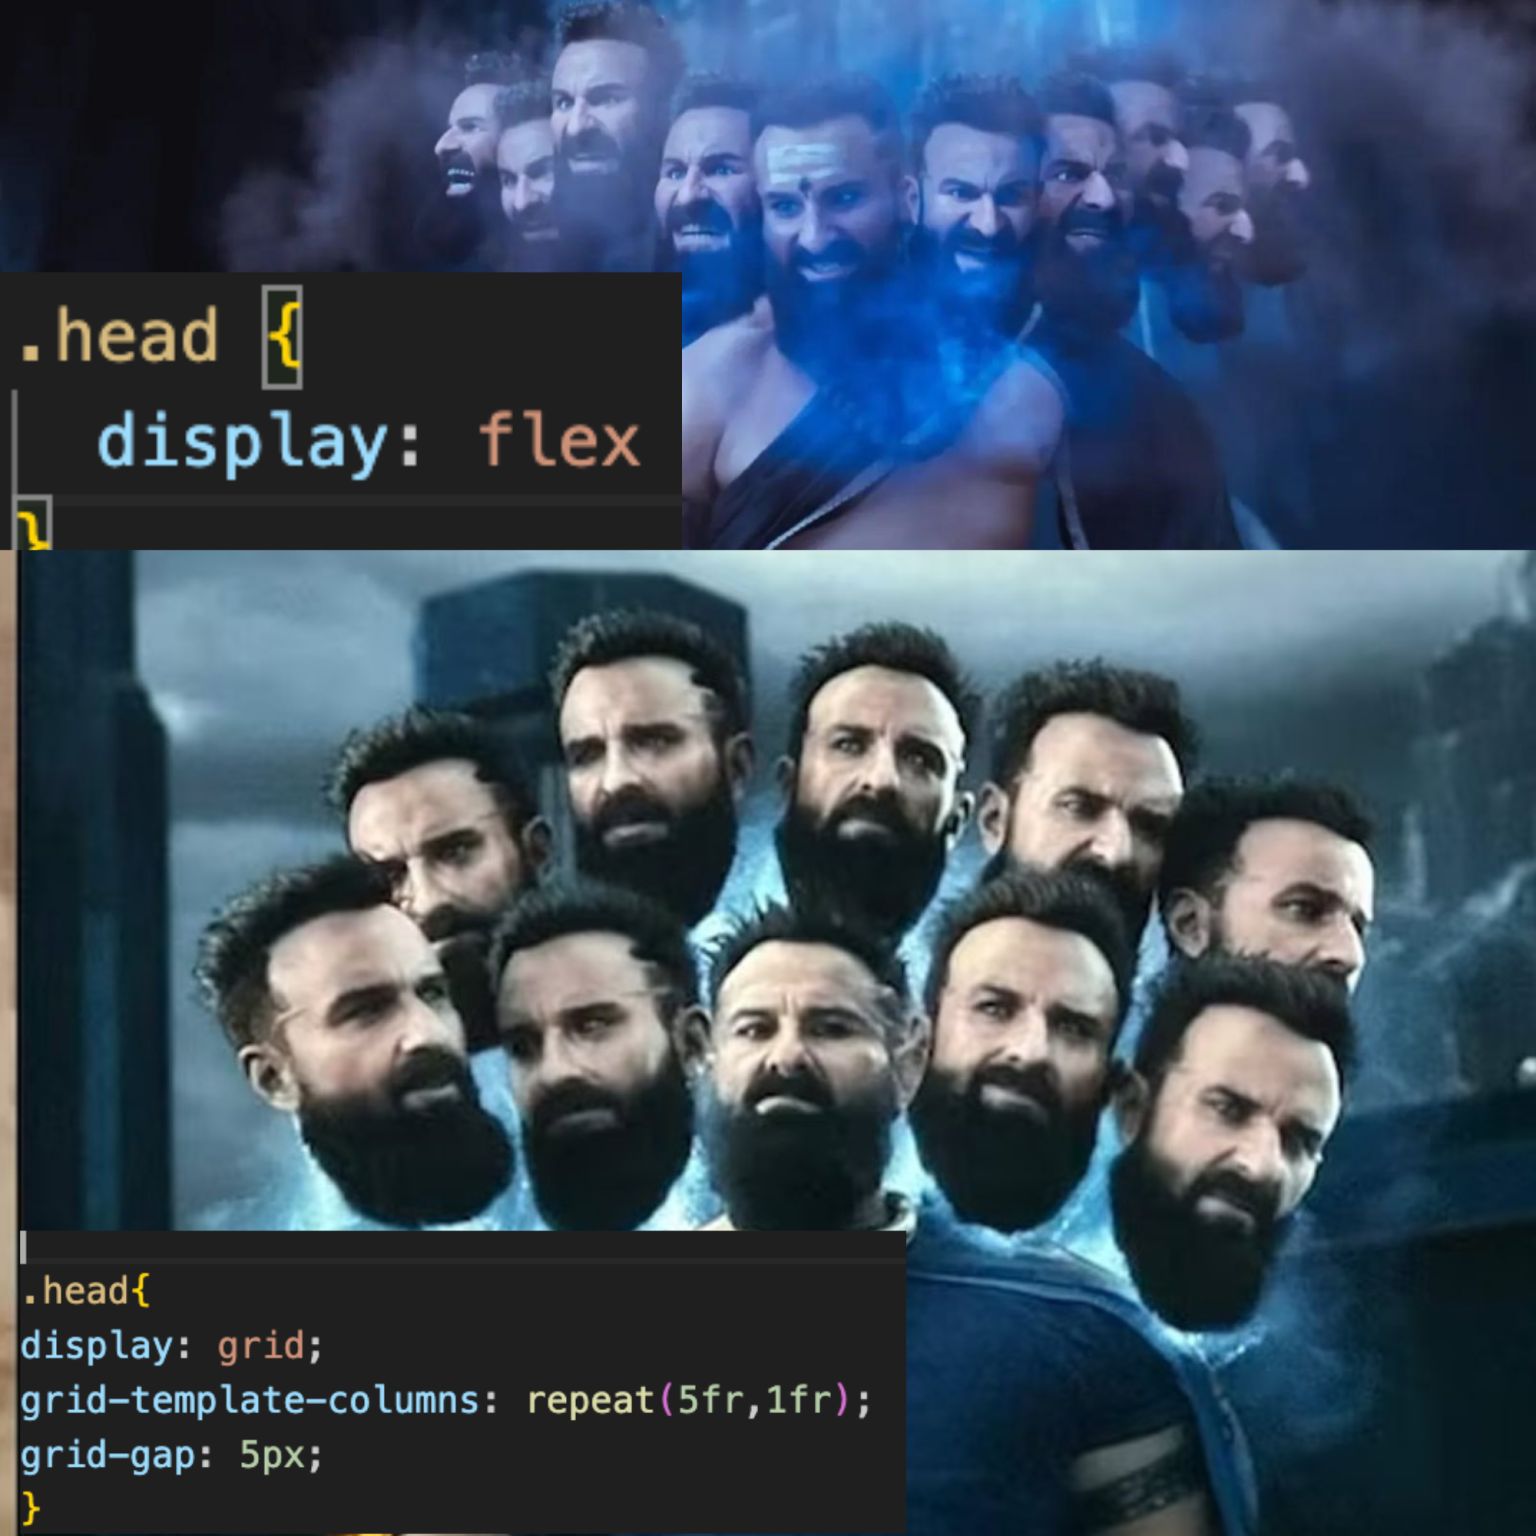 .head {
display: flex
}
.head{
display: grid;
grid-template-columns: repeat(5fr,1fr);
grid-gap: 5px;
}